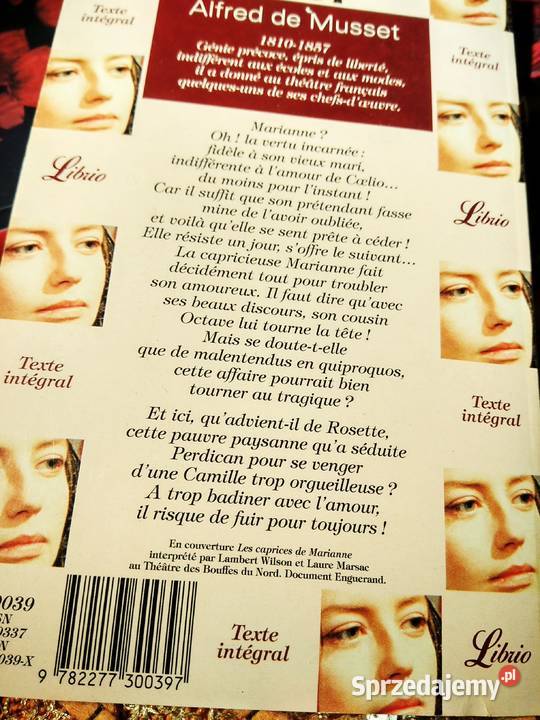 Texte
intégral
Alfred de Musset
1810-1857
Génie précoce, épris de liberté,
indifférent aux écoles et aux modes,
il a donné au théâtre français
quelques-uns de ses chefs-d'œuvre.
Texte
intégral
Librio
Librio
Marianne ?
Oh ! la vertu incarnée :
fidèle à son vieux mari,
indifférente à l'amour de Cœlio...
du moins pour l'instant !
Car il suffit que son prétendant fasse
mine de l'avoir oubliée,
et voilà qu'elle se sent prête à céder !
Elle résiste un jour, s'offre le suivant...
La capricieuse Marianne fait
décidément tout pour troubler
son amoureux. Il faut dire qu'avec
ses beaux discours, son cousin
Octave lui tourne la tête !
Mais se doute-t-elle
que de malentendus en quiproquos,
cette affaire pourrait bien
tourner au tragique ?
Texte
intégral
Texte
intégral
Et ici, qu'advient-il de Rosette,
cette pauvre paysanne qu'a séduite
Perdican pour se venger
d'une Camille trop orgueilleuse ?
A trop badiner avec l'amour,
il risque de fuir pour toujours !
En couverture Les caprices de Marianne
interprété par Lambert Wilson et Laure Marsac
au Théâtre des Bouffes du Nord. Document Enguerand.
0039
0337
039-X
9 782277 300397
Texte
intégral
Librio
Sprzedajemy.pl